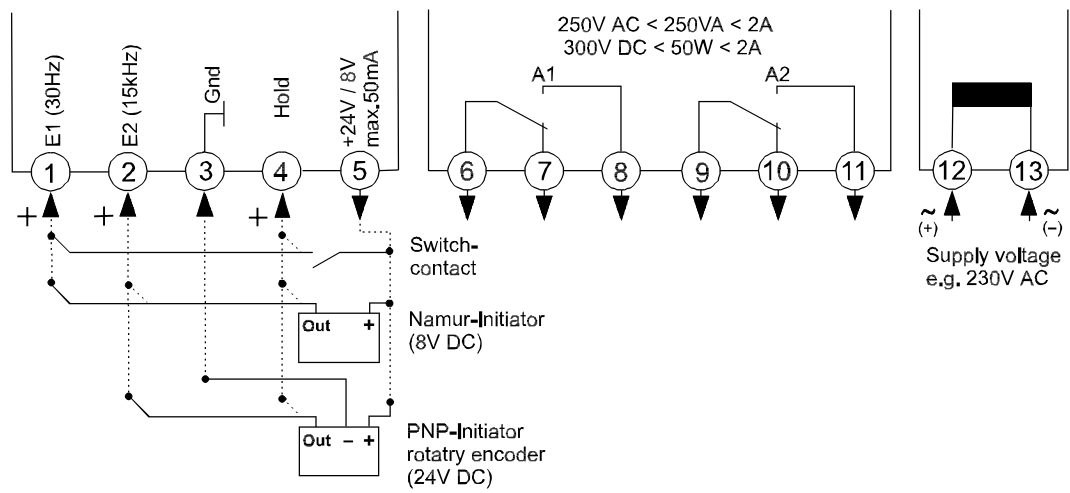 250V AC < 250VA < 2A
300V DC < 50W < 2A
E1 (30Hz)
E2 (15kHz)
Gnd
Hold
+24V / 8V
max.50mA
A1
A2
1 2 3 4 5 6 7 8 9 10 11 12 13
+ + +
~ ~
(+) (−)
Supply voltage
e.g. 230V AC
Switch-
contact
Out +
Namur-Initiator
(8V DC)
Out − +
PNP-Initiator
rotatry encoder
(24V DC)